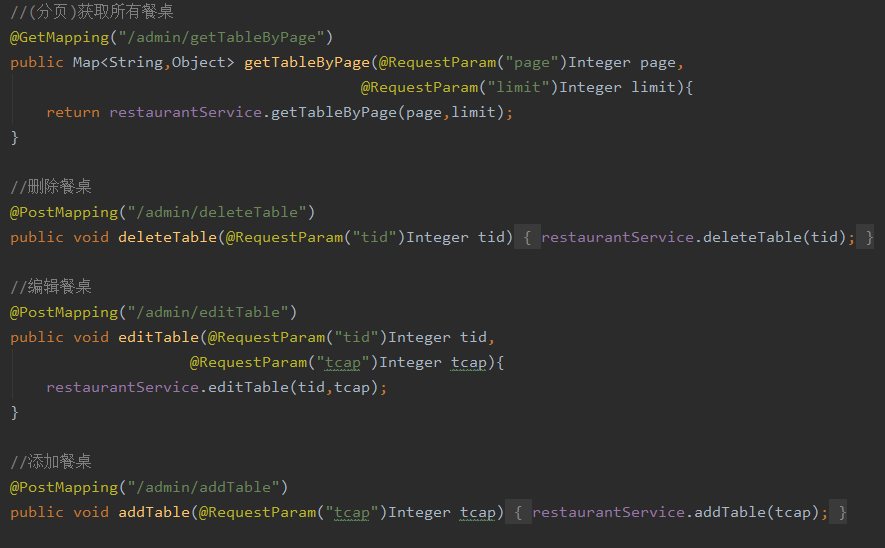 //(分页)获取所有餐桌
@GetMapping("/admin/getTableByPage")
public Map<String,Object> getTableByPage(@RequestParam("page")Integer page,
@RequestParam("limit")Integer limit){
return restaurantService.getTableByPage(page,limit);
}
//删除餐桌
@PostMapping("/admin/deleteTable")
public void deleteTable(@RequestParam("tid")Integer tid) { restaurantService.deleteTable(tid); }
//编辑餐桌
@PostMapping("/admin/editTable")
public void editTable(@RequestParam("tid")Integer tid,
@RequestParam("tcap")Integer tcap){
restaurantService.editTable(tid,tcap);
}
//添加餐桌
@PostMapping("/admin/addTable")
public void addTable(@RequestParam("tcap")Integer tcap) { restaurantService.addTable(tcap); }